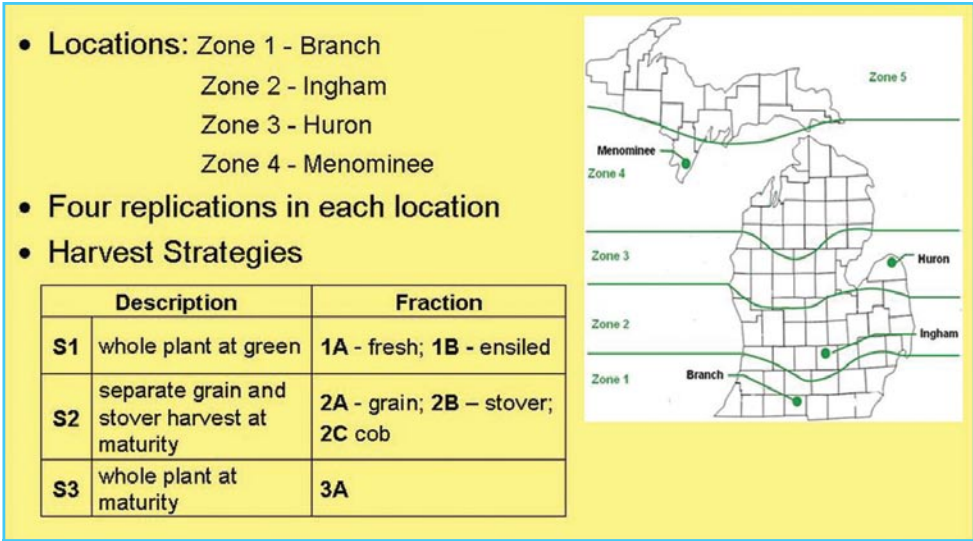 • Locations: Zone 1 - Branch
Zone 2 - Ingham
Zone 3 - Huron
Zone 4 - Menominee
• Four replications in each location
• Harvest Strategies
Description Fraction
S1 whole plant at green 1A - fresh; 1B - ensiled
S2 separate grain and stover harvest at maturity 2A - grain; 2B – stover; 2C cob
S3 whole plant at maturity 3A
Zone 5
Menominee
Zone 4
Zone 3
Huron
Zone 2
Ingham
Zone 1
Branch